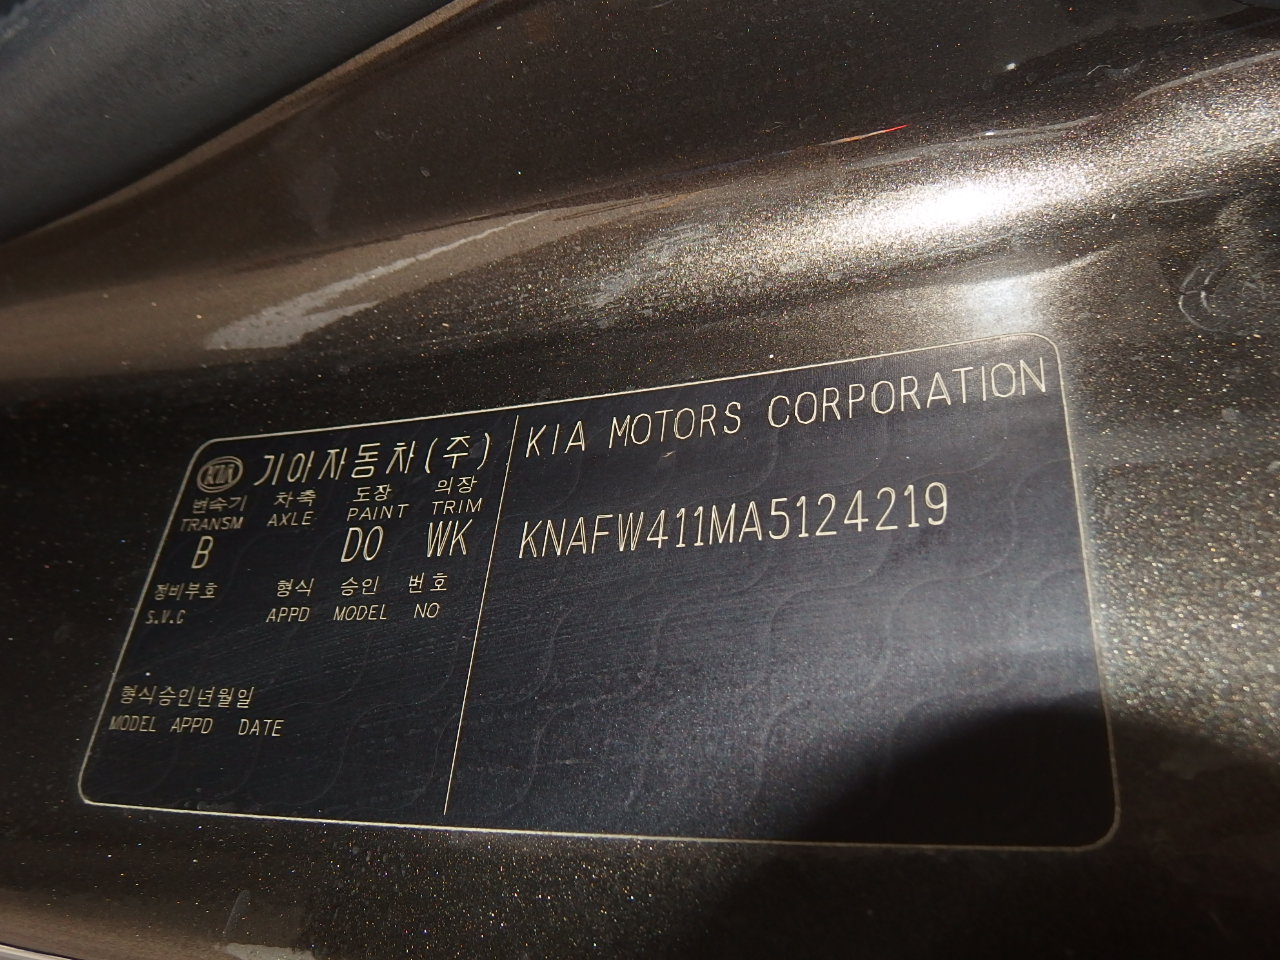 KIA 기아자동차(주)
변속기 차축 도장 의장
TRANSM AXLE PAINT TRIM
B DO WK
정비부호 형식 승인 번호
S.V.C APPD MODEL NO
형식승인년월일
MODEL APPD DATE
KIA MOTORS CORPORATION
KNAFW411MA5124219